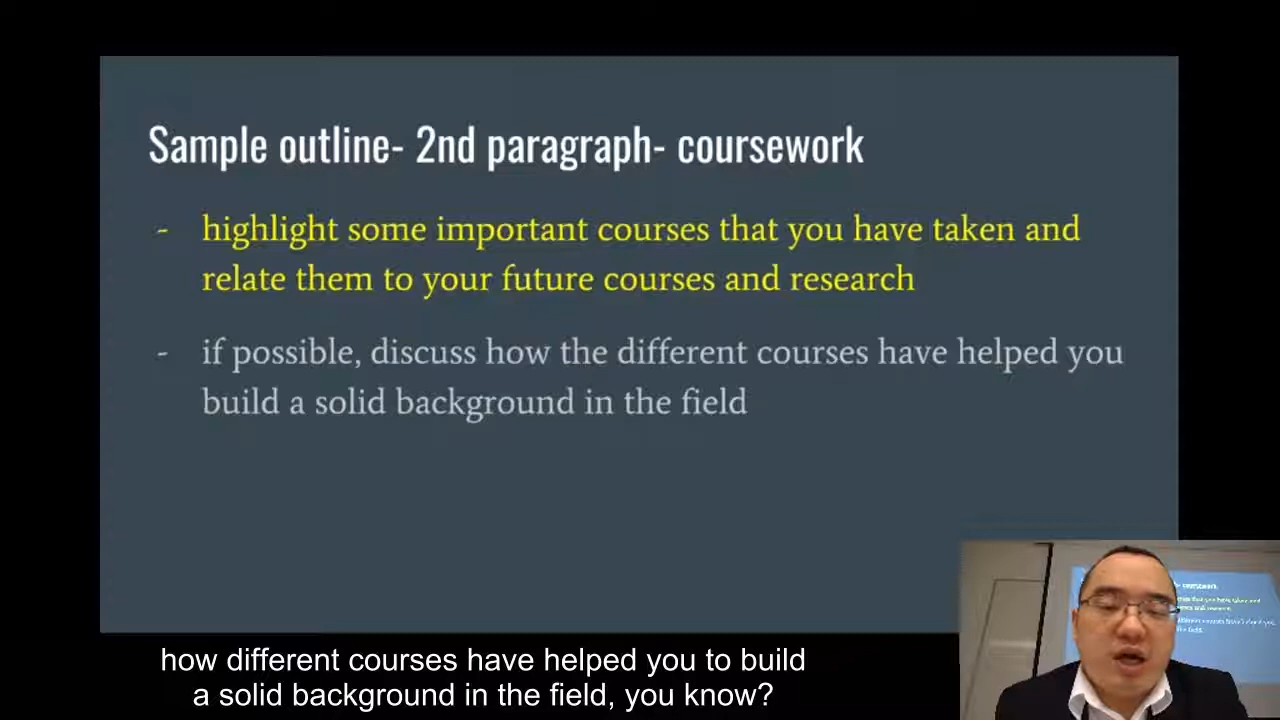 Sample outline- 2nd paragraph- coursework
- highlight some important courses that you have taken and
relate them to your future courses and research
- if possible, discuss how the different courses have helped you
build a solid background in the field
how different courses have helped you to build
a solid background in the field, you know?